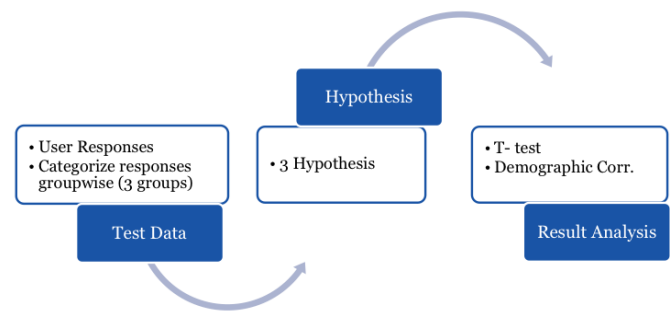 • User Responses
• Categorize responses
groupwise (3 groups)
Test Data
Hypothesis
• 3 Hypothesis
• T- test
• Demographic Corr.
Result Analysis